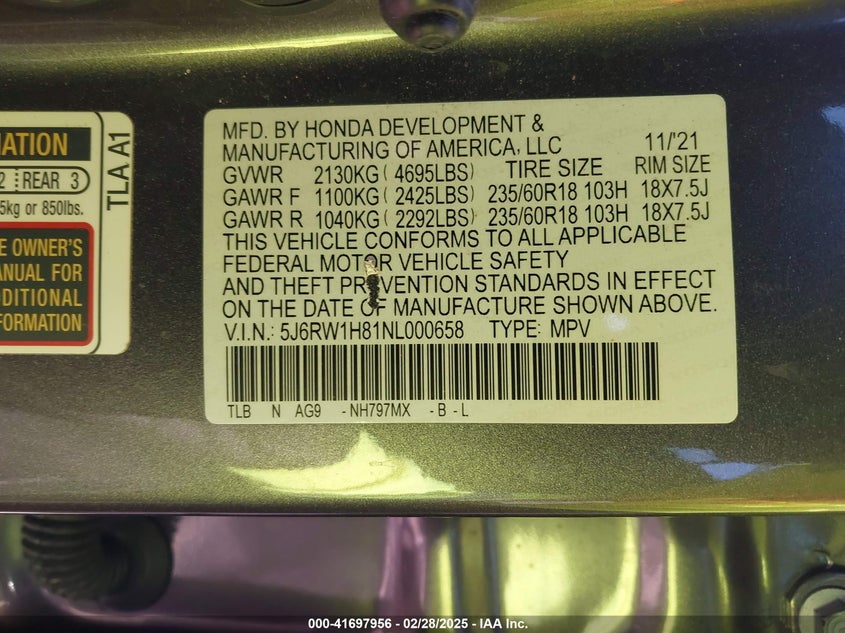 MATION
2 REAR 3
5kg or 850lbs.
E OWNER'S
ANUAL FOR
DITIONAL
FORMATION
TLA A1
MFD. BY HONDA DEVELOPMENT &
MANUFACTURING OF AMERICA, LLC 11/'21
GVWR 2130KG ( 4695LBS) TIRE SIZE RIM SIZE
GAWR F 1100KG ( 2425LBS) 235/60R18 103H 18X7.5J
GAWR R 1040KG ( 2292LBS) 235/60R18 103H 18X7.5J
THIS VEHICLE CONFORMS TO ALL APPLICABLE
FEDERAL MOTOR VEHICLE SAFETY
AND THEFT PREVENTION STANDARDS IN EFFECT
ON THE DATE OF MANUFACTURE SHOWN ABOVE.
V.I.N.: 5J6RW1H81NL000658 TYPE: MPV
TLB N AG9 -NH797MX -B -L
000-41697956 - 02/28/2025 - IAA Inc.